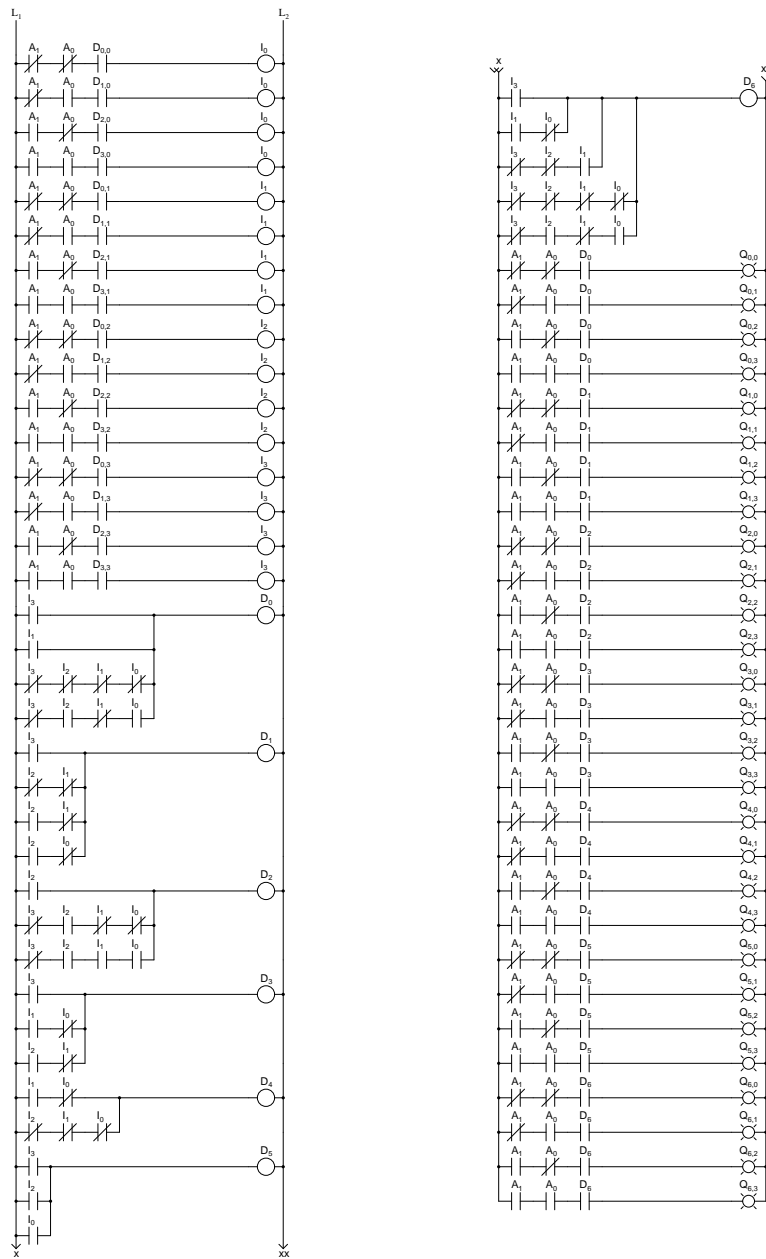 L1 L2
A1 A0 D0,0 I0
A1 A0 D1,0 I0
A1 A0 D2,0 I0
A1 A0 D3,0 I0
A1 A0 D0,1 I1
A1 A0 D1,1 I1
A1 A0 D2,1 I1
A1 A0 D3,1 I1
A1 A0 D0,2 I2
A1 A0 D1,2 I2
A1 A0 D2,2 I2
A1 A0 D3,2 I2
A1 A0 D0,3 I3
A1 A0 D1,3 I3
A1 A0 D2,3 I3
A1 A0 D3,3 I3
I3 D0
I1
I3 I2 I1 I0
I3 I2 I1 I0
I3 D1
I2 I1
I2 I1
I2 I0
I2 D2
I3 I2 I1 I0
I3 I2 I1 I0
I3 D3
I1 I0
I2 I1
I1 I0 D4
I2 I1 I0
I3 D5
I2
I0
x xx
x xx
I3 D6
I1 I0
I3 I2 I1
I3 I2 I1 I0
I3 I2 I1 I0
A1 A0 D0 Q0,0
A1 A0 D0 Q0,1
A1 A0 D0 Q0,2
A1 A0 D0 Q0,3
A1 A0 D1 Q1,0
A1 A0 D1 Q1,1
A1 A0 D1 Q1,2
A1 A0 D1 Q1,3
A1 A0 D2 Q2,0
A1 A0 D2 Q2,1
A1 A0 D2 Q2,2
A1 A0 D2 Q2,3
A1 A0 D3 Q3,0
A1 A0 D3 Q3,1
A1 A0 D3 Q3,2
A1 A0 D3 Q3,3
A1 A0 D4 Q4,0
A1 A0 D4 Q4,1
A1 A0 D4 Q4,2
A1 A0 D4 Q4,3
A1 A0 D5 Q5,0
A1 A0 D5 Q5,1
A1 A0 D5 Q5,2
A1 A0 D5 Q5,3
A1 A0 D6 Q6,0
A1 A0 D6 Q6,1
A1 A0 D6 Q6,2
A1 A0 D6 Q6,3